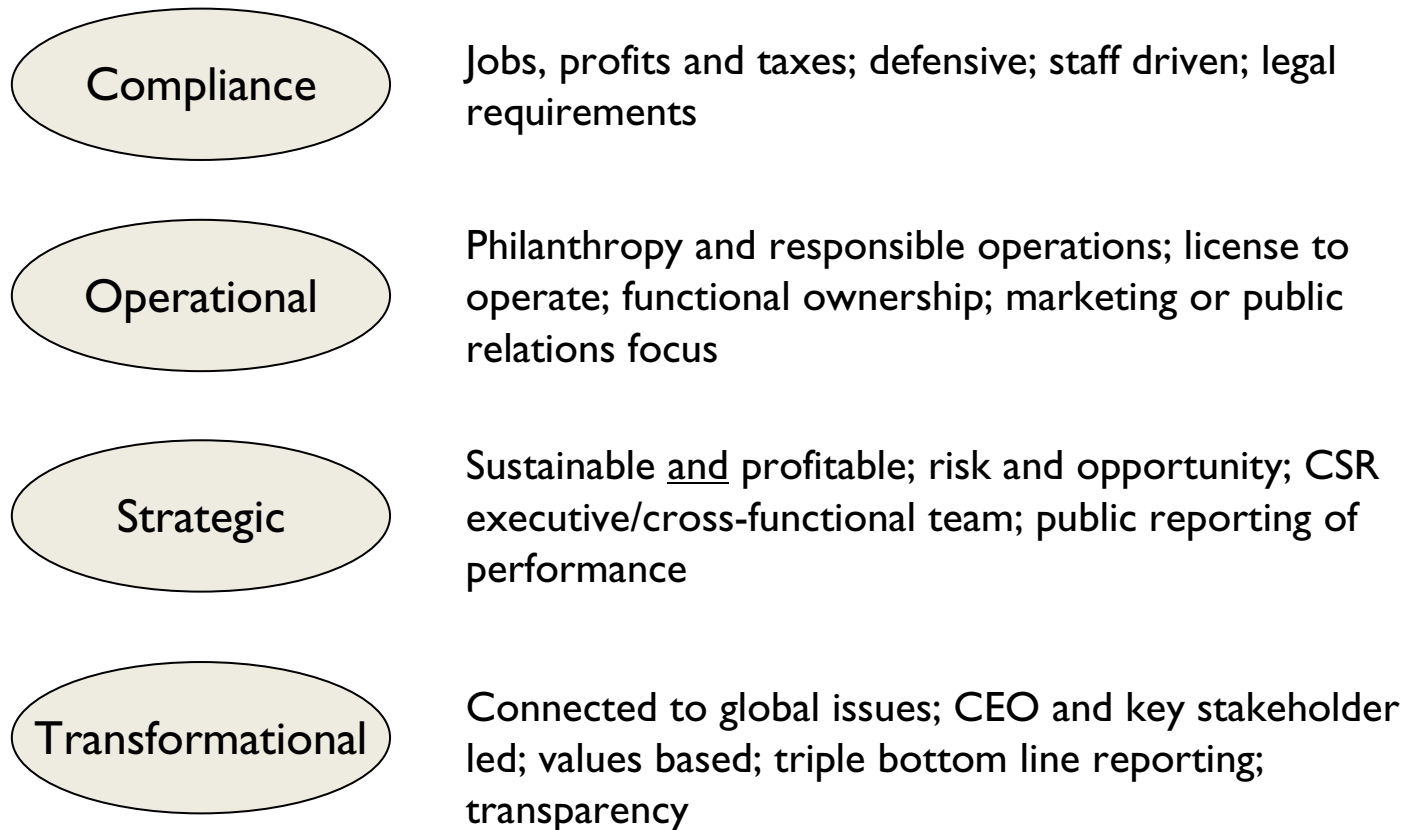 Compliance
Jobs, profits and taxes; defensive; staff driven; legal
requirements
Operational
Philanthropy and responsible operations; license to
operate; functional ownership; marketing or public
relations focus
Strategic
Sustainable and profitable; risk and opportunity; CSR
executive/cross-functional team; public reporting of
performance
Transformational
Connected to global issues; CEO and key stakeholder
led; values based; triple bottom line reporting;
transparency